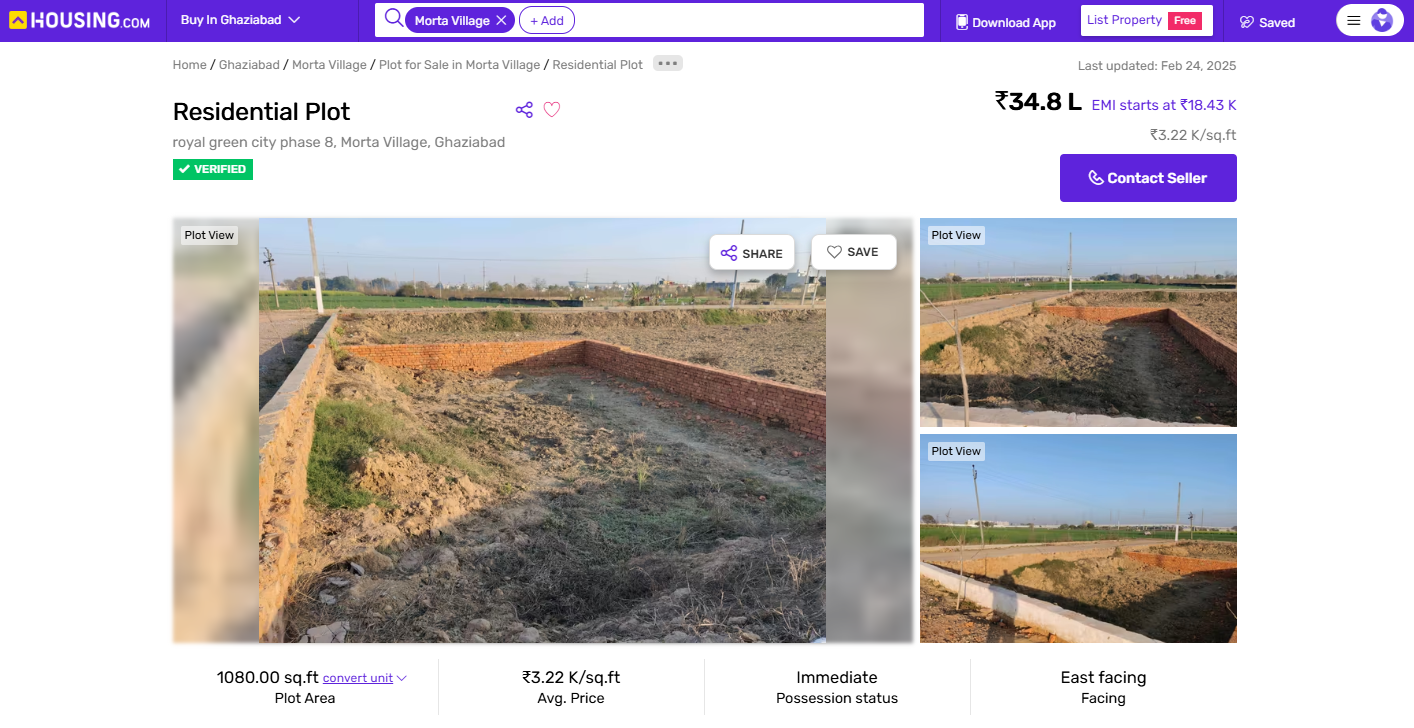 HOUSING.COM
Buy In Ghaziabad
Morta Village
+ Add
Download App
List Property Free
Saved
Home / Ghaziabad / Morta Village / Plot for Sale in Morta Village / Residential Plot
Last updated: Feb 24, 2025
Residential Plot
₹34.8 L EMI starts at ₹18.43 K
royal green city phase 8, Morta Village, Ghaziabad
₹3.22 K/sq.ft
VERIFIED
Contact Seller
Plot View
SHARE
SAVE
Plot View
Plot View
1080.00 sq.ft convert unit
Plot Area
₹3.22 K/sq.ft
Avg. Price
Immediate
Possession status
East facing
Facing